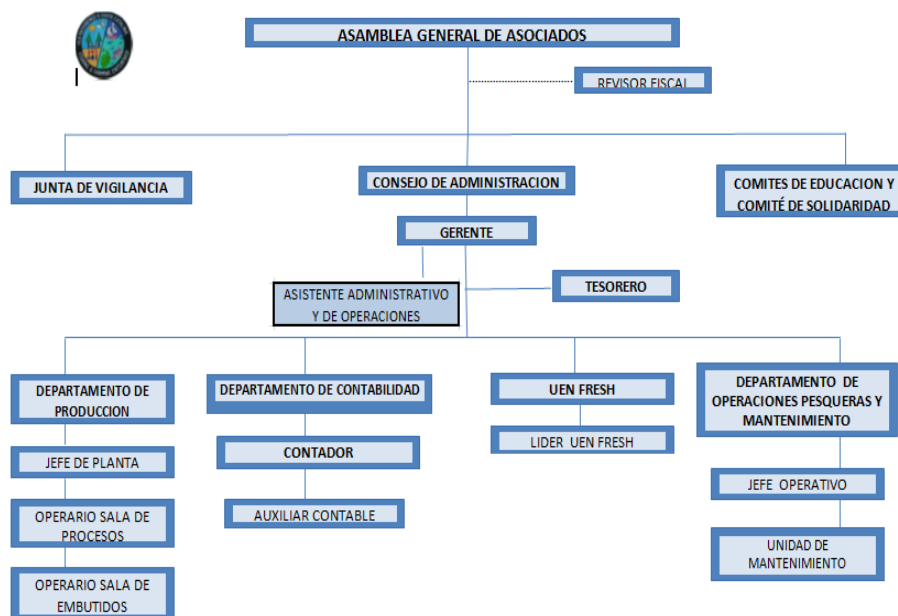 ASAMBLEA GENERAL DE ASOCIADOS
REVISOR FISCAL
JUNTA DE VIGILANCIA
CONSEJO DE ADMINISTRACION
COMITES DE EDUCACION Y
COMITÉ DE SOLIDARIDAD
GERENTE
ASISTENTE ADMINISTRATIVO
Y DE OPERACIONES
TESORERO
DEPARTAMENTO DE
PRODUCCION
DEPARTAMENTO DE CONTABILIDAD
UEN FRESH
DEPARTAMENTO DE
OPERACIONES PESQUERAS Y
MANTENIMIENTO
JEFE DE PLANTA
CONTADOR
LIDER UEN FRESH
JEFE OPERATIVO
OPERARIO SALA DE
PROCESOS
AUXILIAR CONTABLE
UNIDAD DE
MANTENIMIENTO
OPERARIO SALA DE
EMBUTIDOS